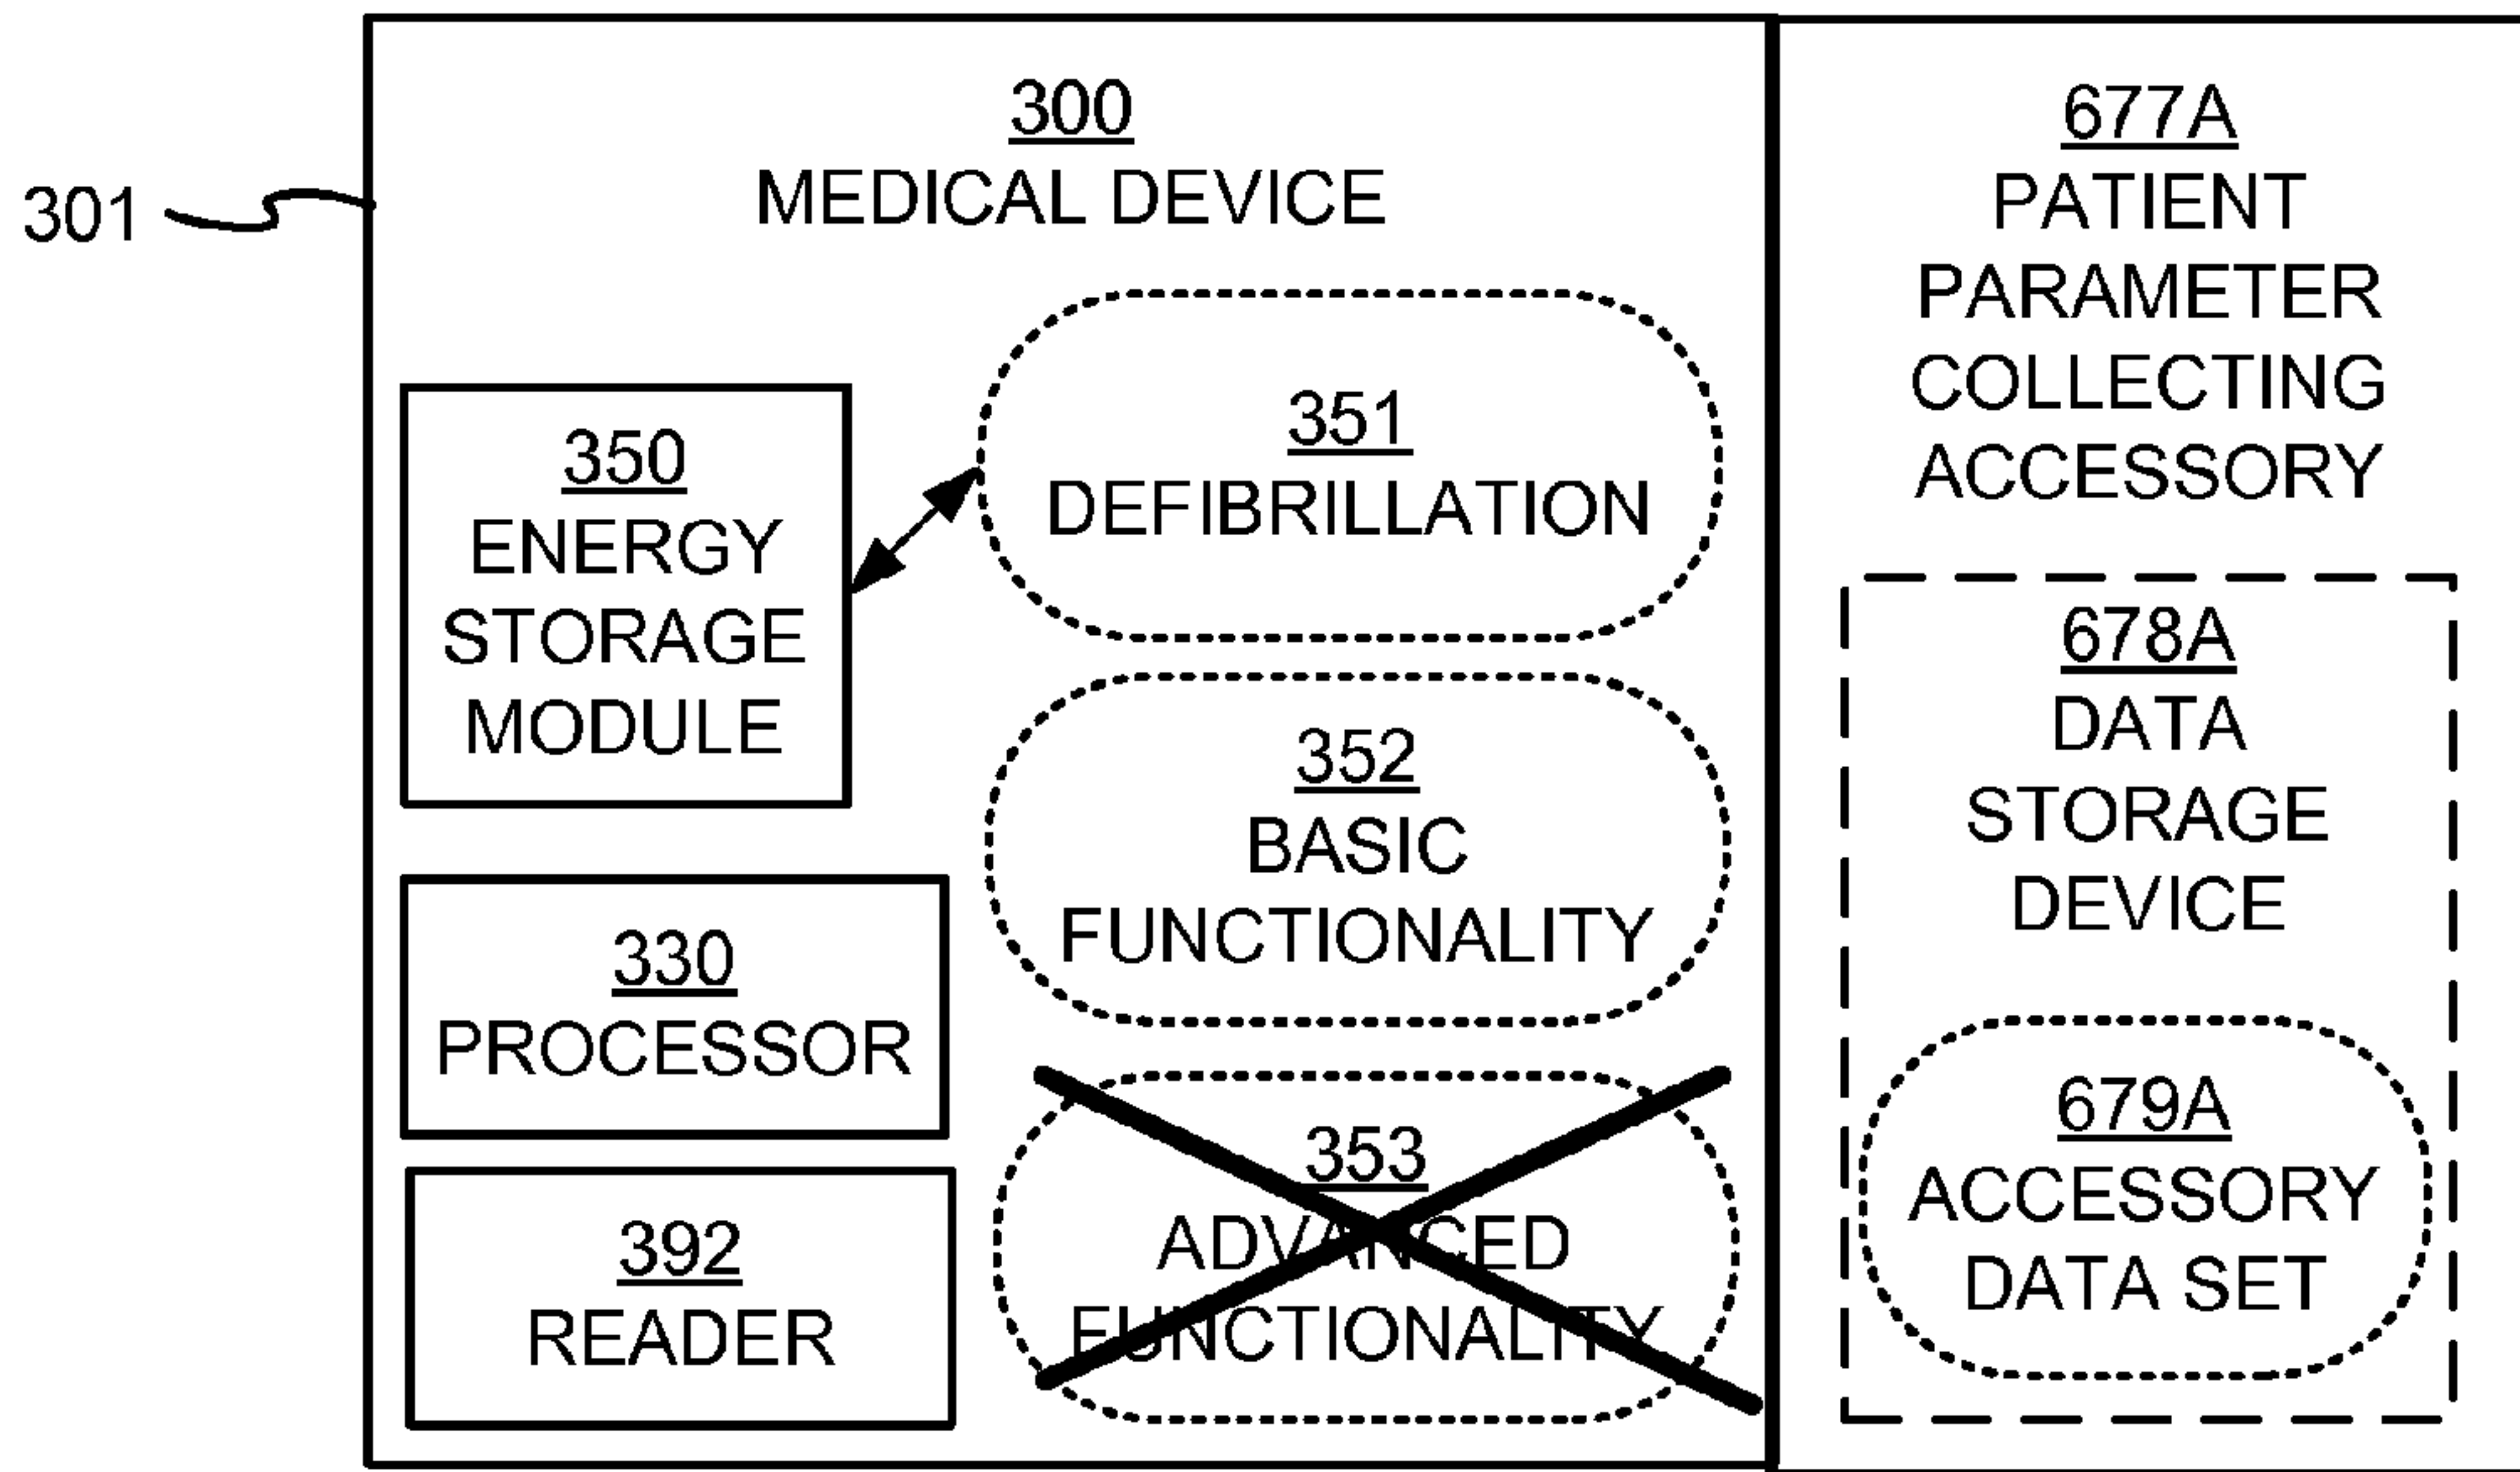 301
300
MEDICAL DEVICE
350
ENERGY
STORAGE
MODULE
351
DEFIBRILLATION
352
BASIC
FUNCTIONALITY
330
PROCESSOR
353
ADVANCED
FUNCTIONALITY
392
READER
677A
PATIENT
PARAMETER
COLLECTING
ACCESSORY
678A
DATA
STORAGE
DEVICE
679A
ACCESSORY
DATA SET